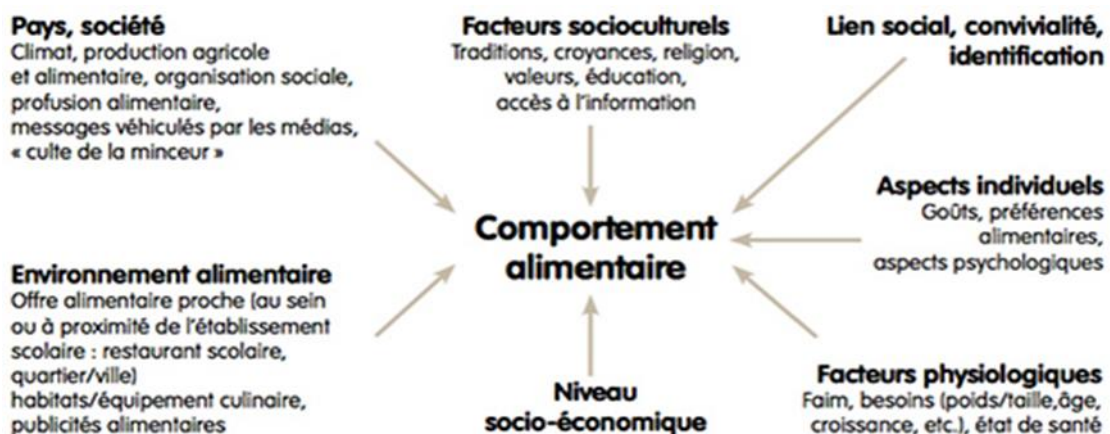 Pays, société
Climat, production agricole
et alimentaire, organisation sociale,
profusion alimentaire,
messages véhiculés par les médias,
« culte de la minceur »
Facteurs socioculturels
Traditions, croyances, religion,
valeurs, éducation,
accès à l'information
Lien social, convivialité,
identification
Aspects individuels
Goûts, préférences
alimentaires,
aspects psychologiques
Comportement
alimentaire
Environnement alimentaire
Offre alimentaire proche (au sein
ou à proximité de l'établissement
scolaire : restaurant scolaire,
quartier/ville)
habitats/équipement culinaire,
publicités alimentaires
Niveau
socio-économique
Facteurs physiologiques
Faim, besoins (poids/taille,âge,
croissance, etc.), état de santé